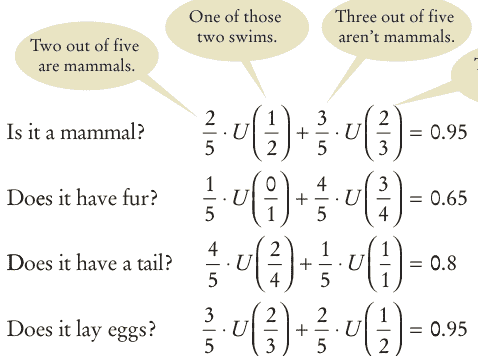 One of those
two swims.
Three out of five
aren't mammals.
Two out of five
are mammals.
T
Is it a mammal? 2/5 · U(1/2) + 3/5 · U(2/3) = 0.95
Does it have fur? 1/5 · U(0/1) + 4/5 · U(3/4) = 0.65
Does it have a tail? 4/5 · U(2/4) + 1/5 · U(1/1) = 0.8
Does it lay eggs? 3/5 · U(2/3) + 2/5 · U(1/2) = 0.95